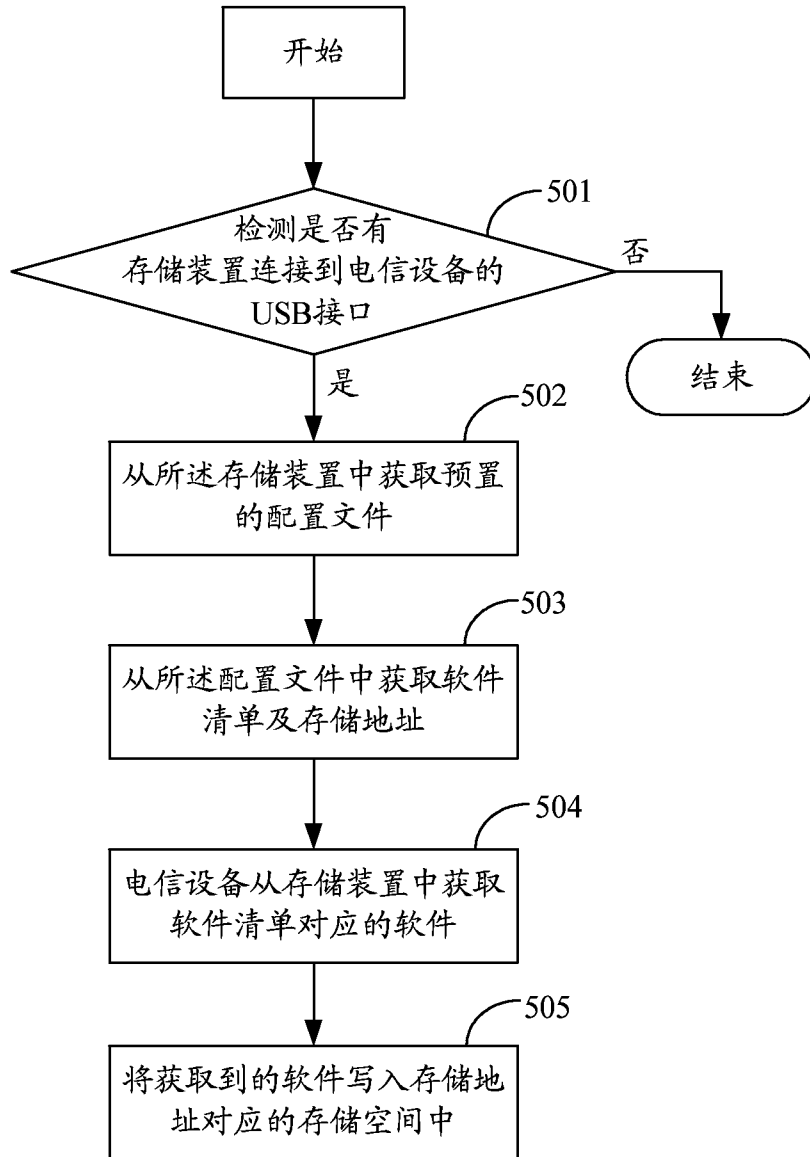 开始
501
检测是否有
存储装置连接到电信设备的
USB接口
否
结束
是
502
从所述存储装置中获取预置
的配置文件
503
从所述配置文件中获取软件
清单及存储地址
504
电信设备从存储装置中获取
软件清单对应的软件
505
将获取到的软件写入存储地
址对应的存储空间中